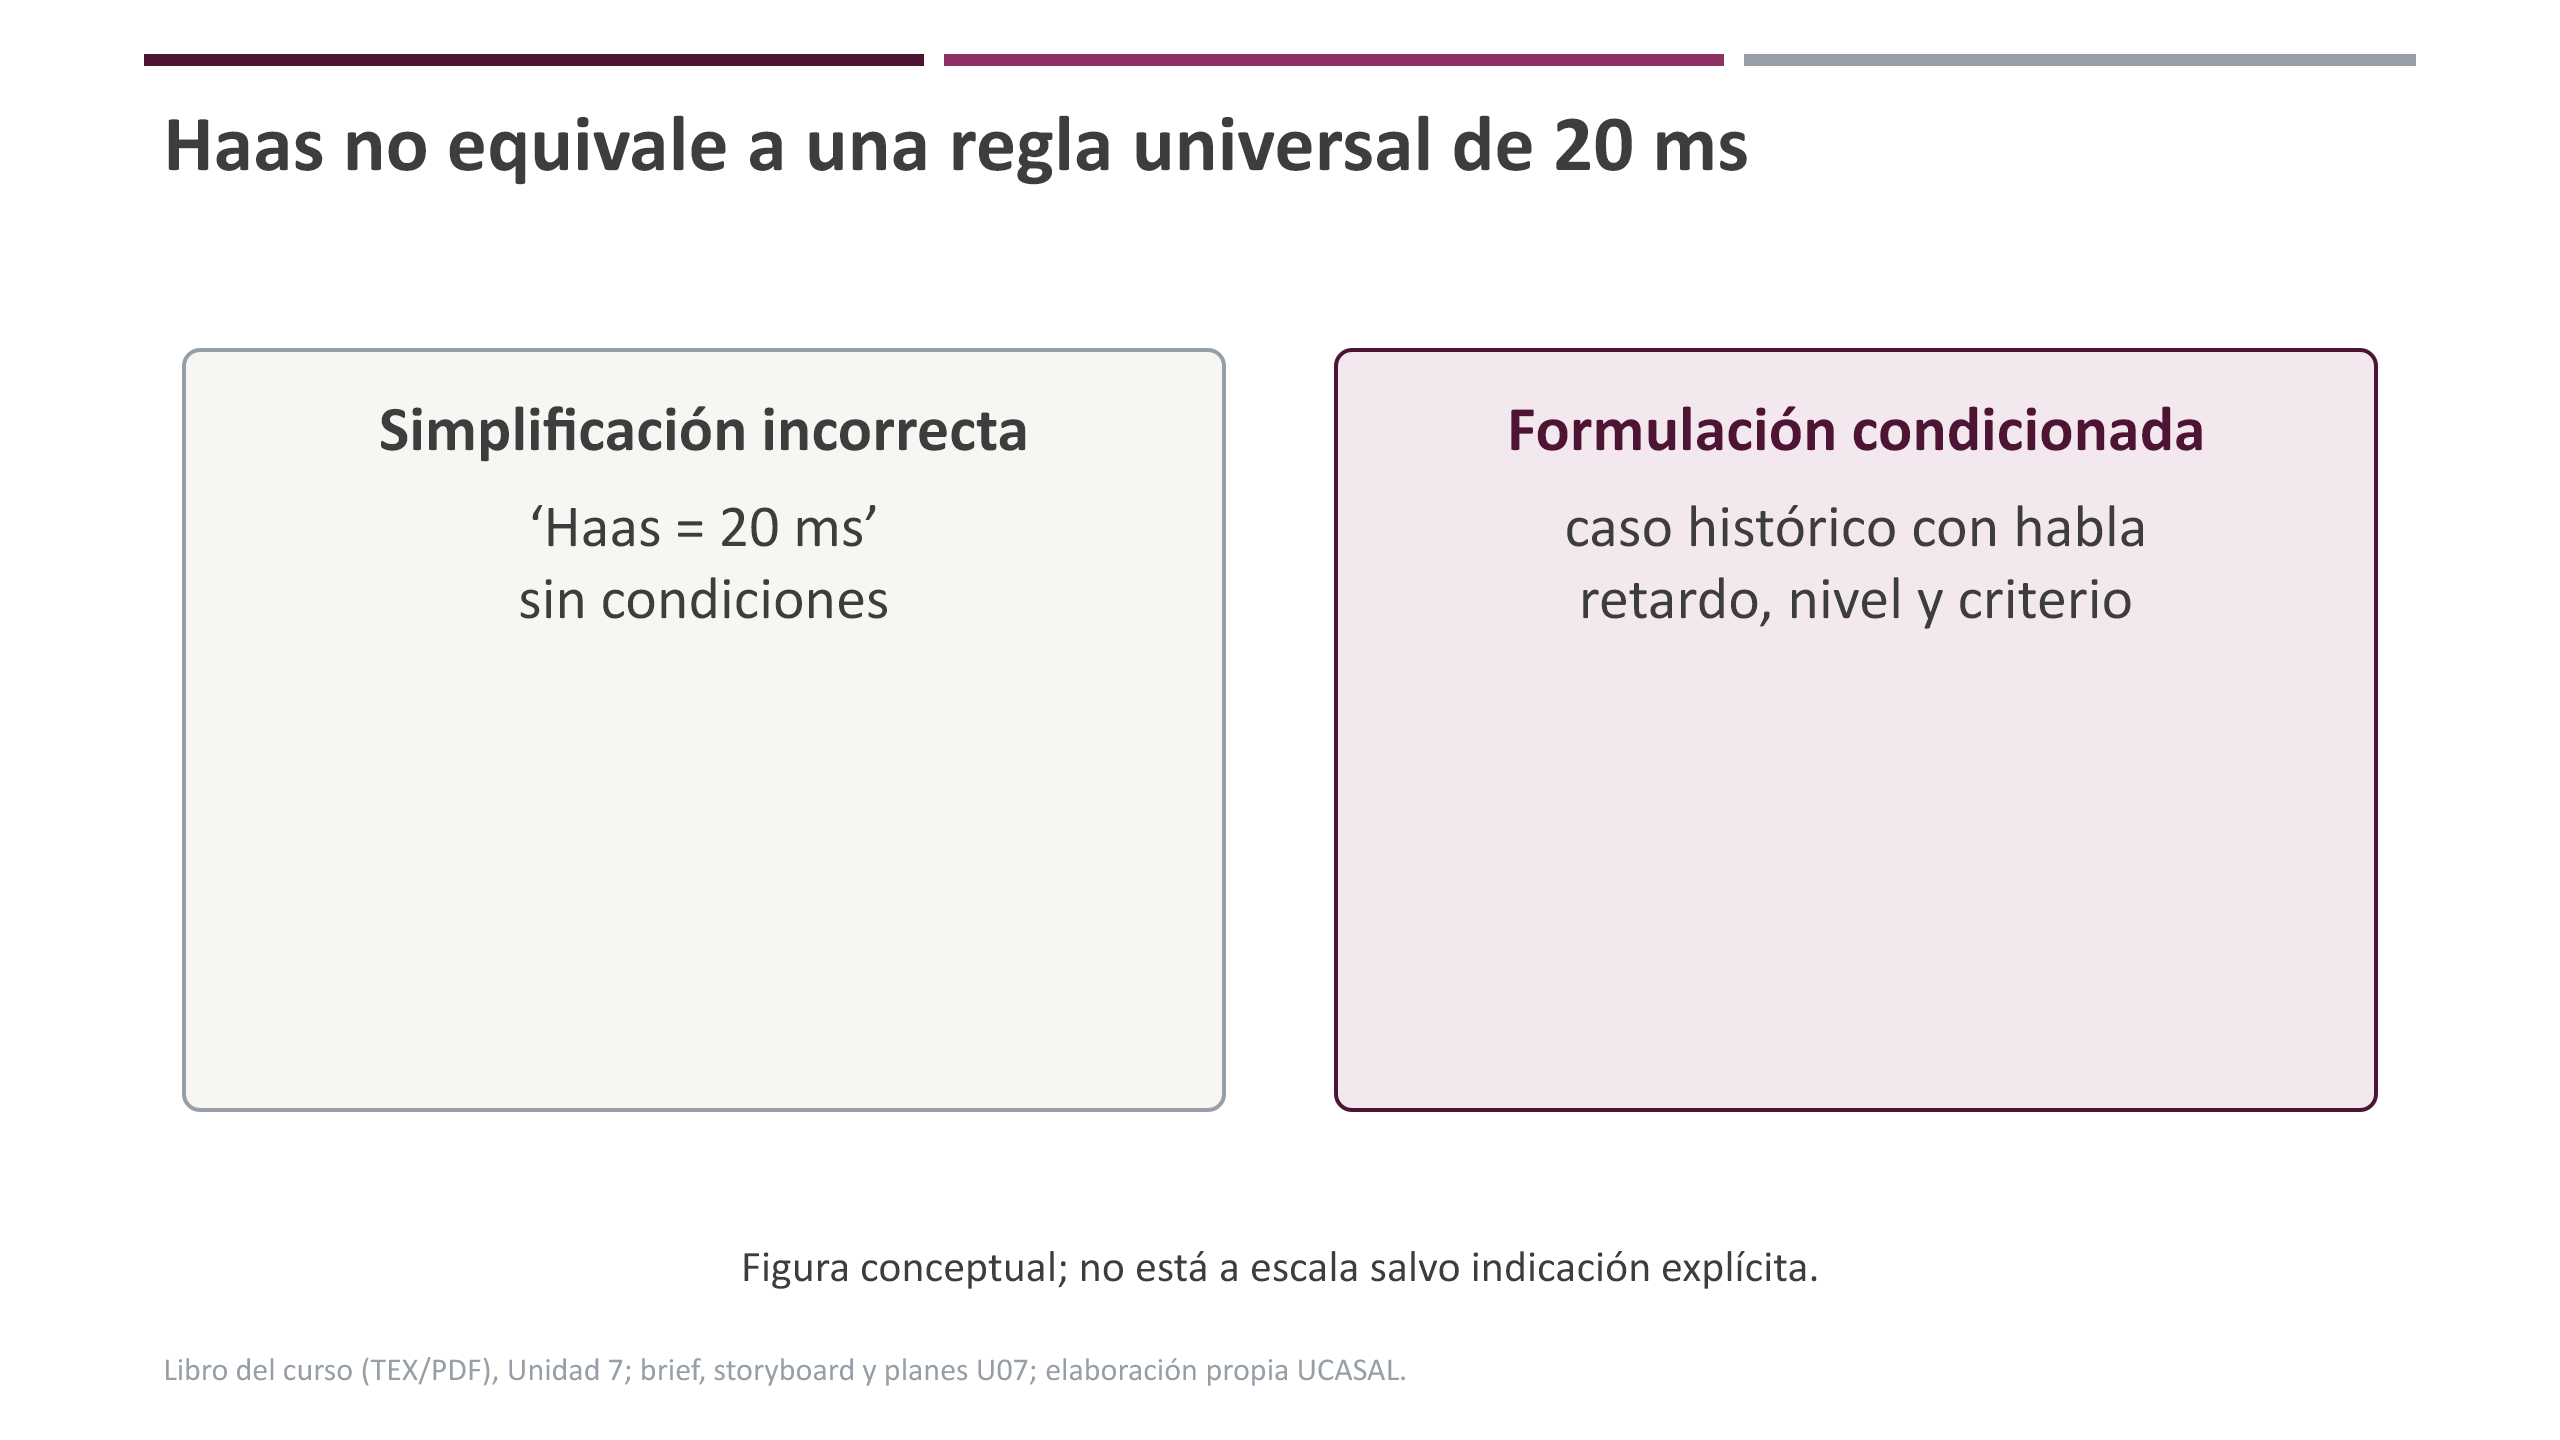 Haas no equivale a una regla universal de 20 ms
Simplificación incorrecta
‘Haas = 20 ms’
sin condiciones
Formulación condicionada
caso histórico con habla
retardo, nivel y criterio
Figura conceptual; no está a escala salvo indicación explícita.
Libro del curso (TEX/PDF), Unidad 7; brief, storyboard y planes U07; elaboración propia UCASAL.